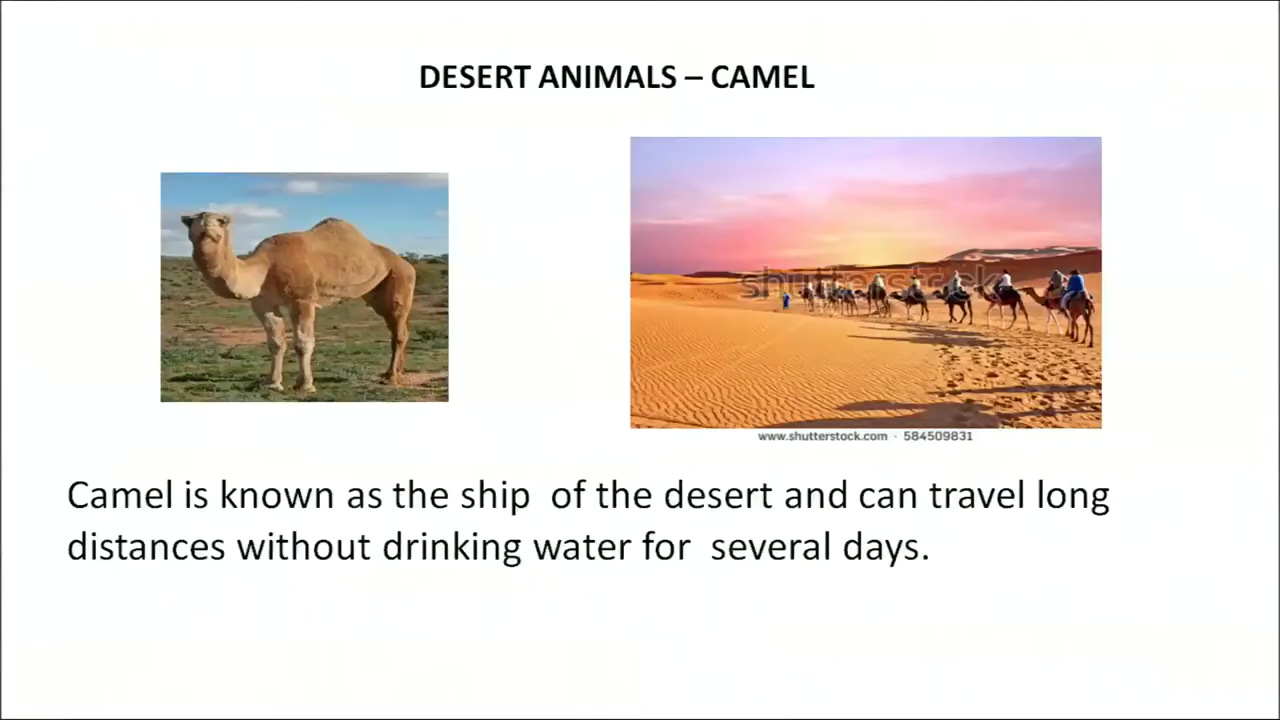 DESERT ANIMALS – CAMEL
shutterstock
www.shutterstock.com · 584509831
Camel is known as the ship of the desert and can travel long
distances without drinking water for several days.